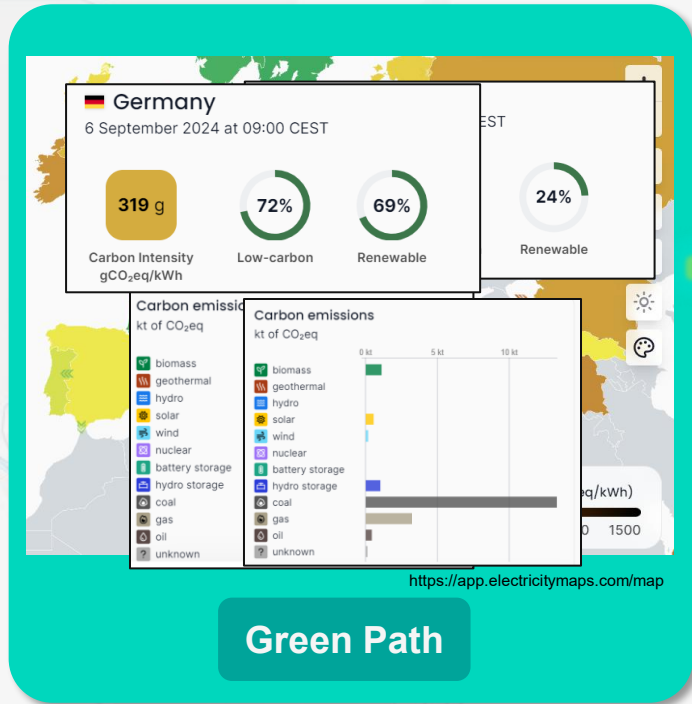 Germany
6 September 2024 at 09:00 CEST
EST
319 g
72%
69%
24%
Carbon Intensity
gCO₂eq/kWh
Low-carbon
Renewable
Renewable
Carbon emissio
kt of CO₂eq
biomass
geothermal
hydro
solar
wind
nuclear
battery storage
hydro storage
coal
gas
oil
? unknown
Carbon emissions
kt of CO₂eq
0 kt
5 kt
10 kt
biomass
geothermal
hydro
solar
wind
nuclear
battery storage
hydro storage
coal
gas
oil
? unknown
eq/kWh)
0 1500
https://app.electricitymaps.com/map
Green Path